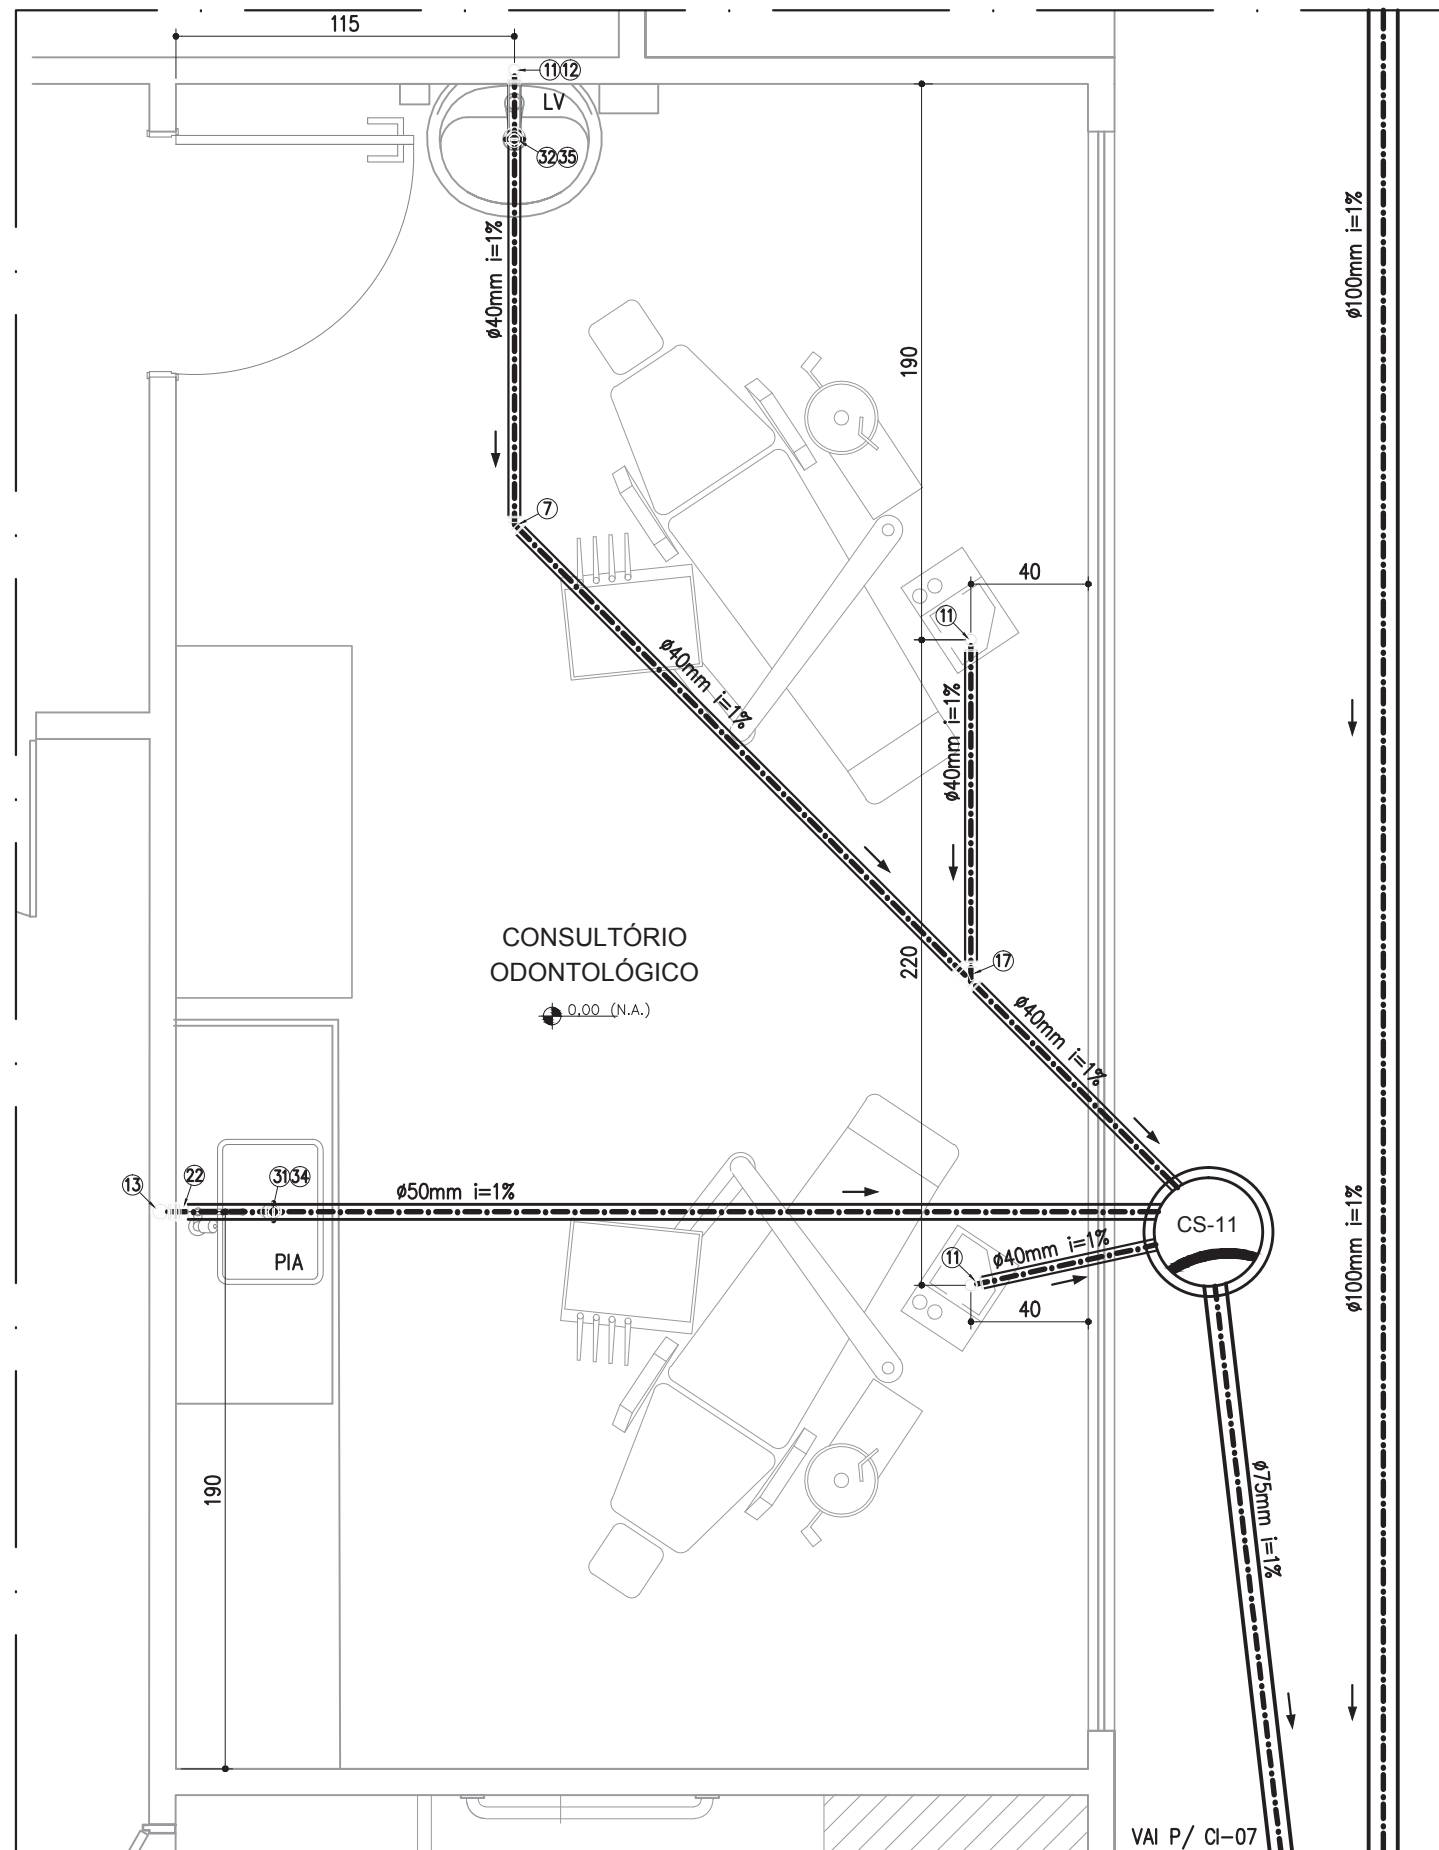 115
11 12
LV
32 35
ø40mm i=1%
ø100mm i=1%
190
7
40
11
ø40mm i=1%
ø40mm i=1%
CONSULTÓRIO
ODONTOLÓGICO
0,00 (N.A.)
220
17
ø40mm i=1%
13
22
31 34
ø50mm i=1%
PIA
CS-11
11
ø40mm i=1%
40
ø100mm i=1%
190
ø75mm i=1%
VAI P/ CI-07